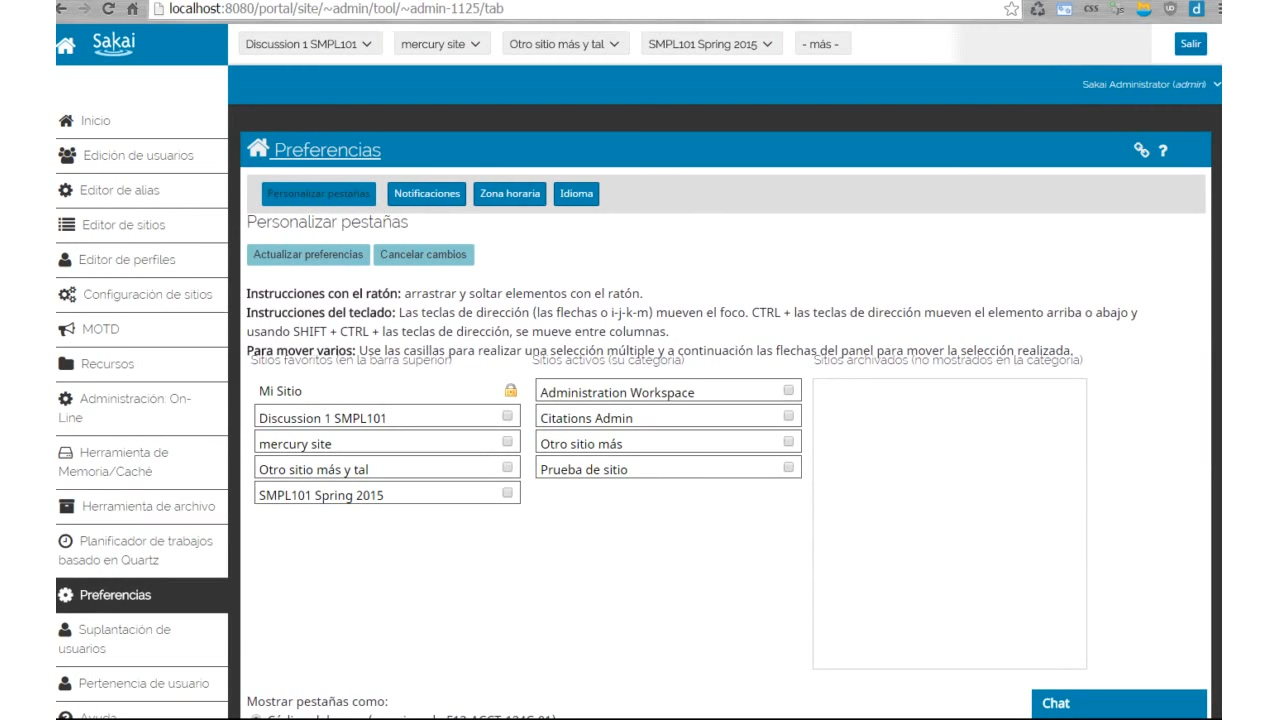 localhost:8080/portal/site/~admin/tool/~admin-1125/tab
CSS
js
d
Sakai
Discussion 1 SMPL101
mercury site
Otro sitio más y tal
SMPL101 Spring 2015
- más -
Salir
Sakai Administrator (admin)
Inicio
Edición de usuarios
Editor de alias
Editor de sitios
Editor de perfiles
Configuración de sitios
MOTD
Recursos
Administración: On-
Line
Herramienta de
Memoria/Caché
Herramienta de archivo
Planificador de trabajos
basado en Quartz
Preferencias
Suplantación de
usuarios
Pertenencia de usuario
Ayuda
Preferencias
?
Personalizar pestañas
Notificaciones
Zona horaria
Idioma
Personalizar pestañas
Actualizar preferencias
Cancelar cambios
Instrucciones con el ratón: arrastrar y soltar elementos con el ratón.
Instrucciones del teclado: Las teclas de dirección (las flechas o i-j-k-m) mueven el foco. CTRL + las teclas de dirección mueven el elemento arriba o abajo y
usando SHIFT + CTRL + las teclas de dirección, se mueve entre columnas.
Para mover varios: Use las casillas para realizar una selección múltiple y a continuación las flechas del panel para mover la selección realizada.
Sitios favoritos (en la barra superior)
Mi Sitio
Discussion 1 SMPL101
mercury site
Otro sitio más y tal
SMPL101 Spring 2015
Sitios activos (su categoría)
Administration Workspace
Citations Admin
Otro sitio más
Prueba de sitio
Sitios archivados (no mostrados en la categoría)
Mostrar pestañas como:
Chat